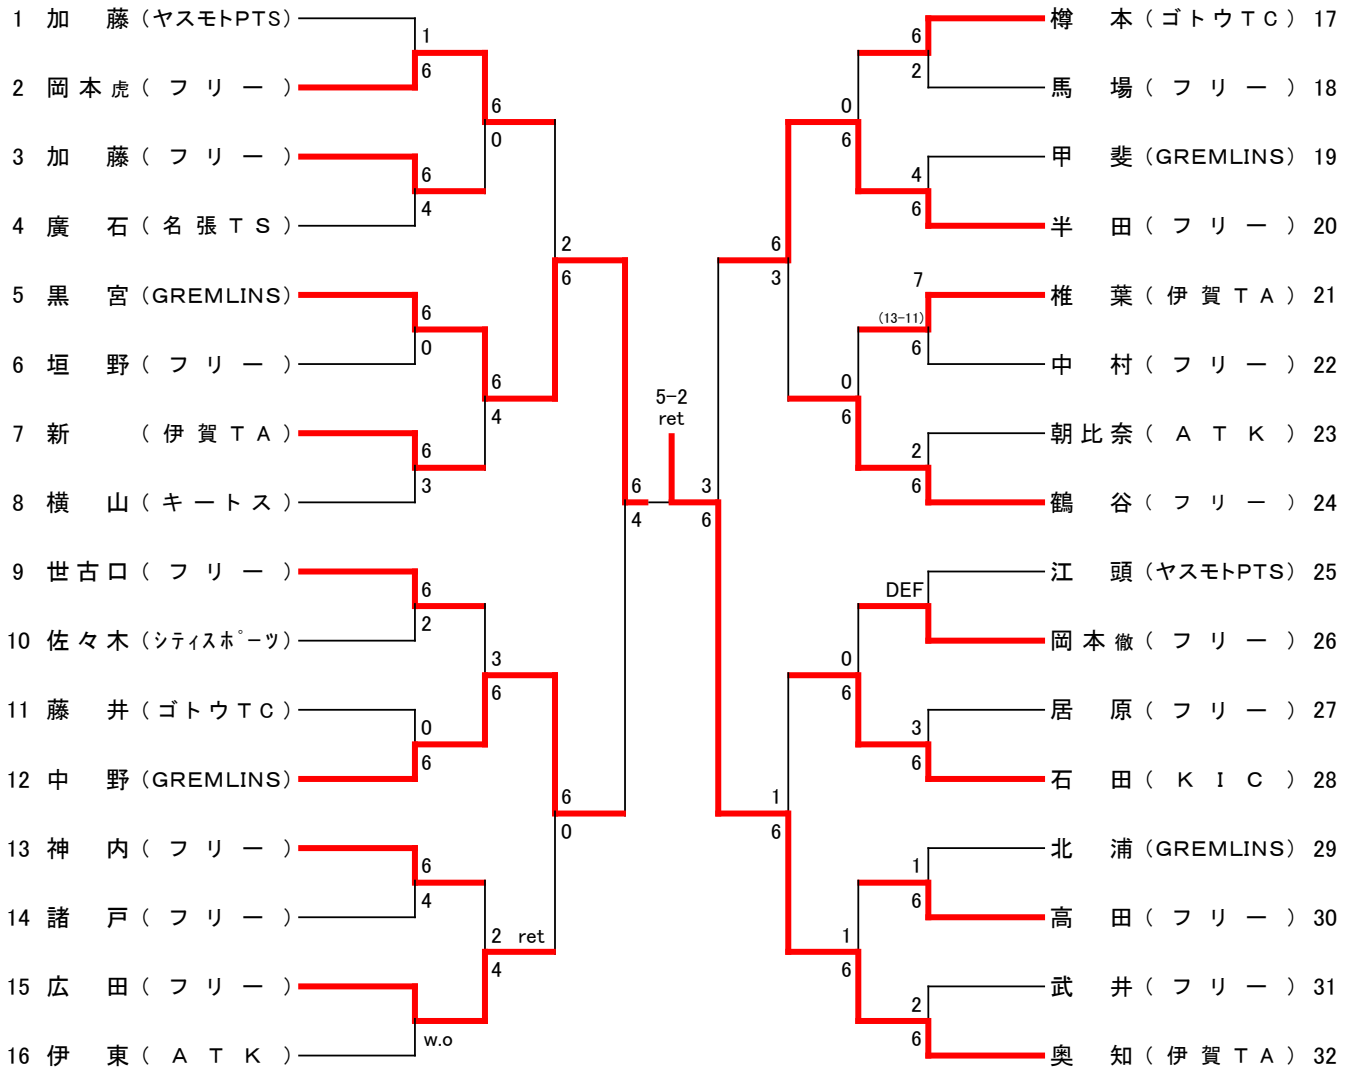 1 加藤 (ヤスモトPTS)
2 岡本虎 (フリー)
3 加藤 (フリー)
4 廣石 (名張TS)
5 黒宮 (GREMLINS)
6 垣野 (フリー)
7 新 (伊賀TA)
8 横山 (キートス)
9 世古口 (フリー)
10 佐々木 (シティスポーツ)
11 藤井 (ゴトウTC)
12 中野 (GREMLINS)
13 神内 (フリー)
14 諸戸 (フリー)
15 広田 (フリー)
16 伊東 (ATK)
1
6
6
4
6
0
6
3
6
2
0
6
6
4
w.o
6
0
6
4
3
6
2 ret
4
2
6
6
0
6
4
5-2
ret
3
6
6
3
1
6
0
6
0
6
0
6
1
6
6
2
4
6
7
(13-11)
6
2
6
DEF
3
6
1
6
2
6
樽本 (ゴトウTC) 17
馬場 (フリー) 18
甲斐 (GREMLINS) 19
半田 (フリー) 20
椎葉 (伊賀TA) 21
中村 (フリー) 22
朝比奈 (ATK) 23
鶴谷 (フリー) 24
江頭 (ヤスモトPTS) 25
岡本徹 (フリー) 26
居原 (フリー) 27
石田 (KIC) 28
北浦 (GREMLINS) 29
高田 (フリー) 30
武井 (フリー) 31
奥知 (伊賀TA) 32